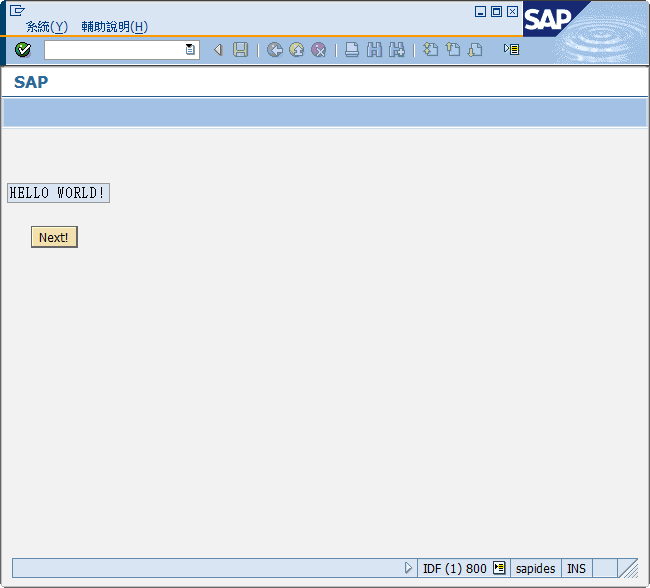 系統(Y) 輔助說明(H)
SAP
SAP
HELLO WORLD!
Next!
IDF (1) 800 sapides INS